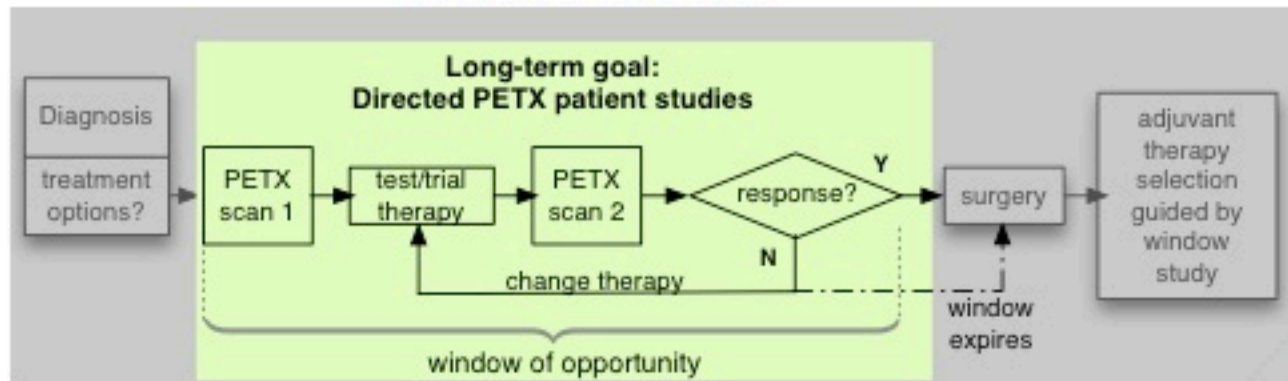 Long-term goal:
Directed PETX patient studies
Diagnosis
treatment
options?
PETX
scan 1
test/trial
therapy
PETX
scan 2
response?
Y
N
change therapy
window of opportunity
surgery
window
expires
adjuvant
therapy
selection
guided by
window
study